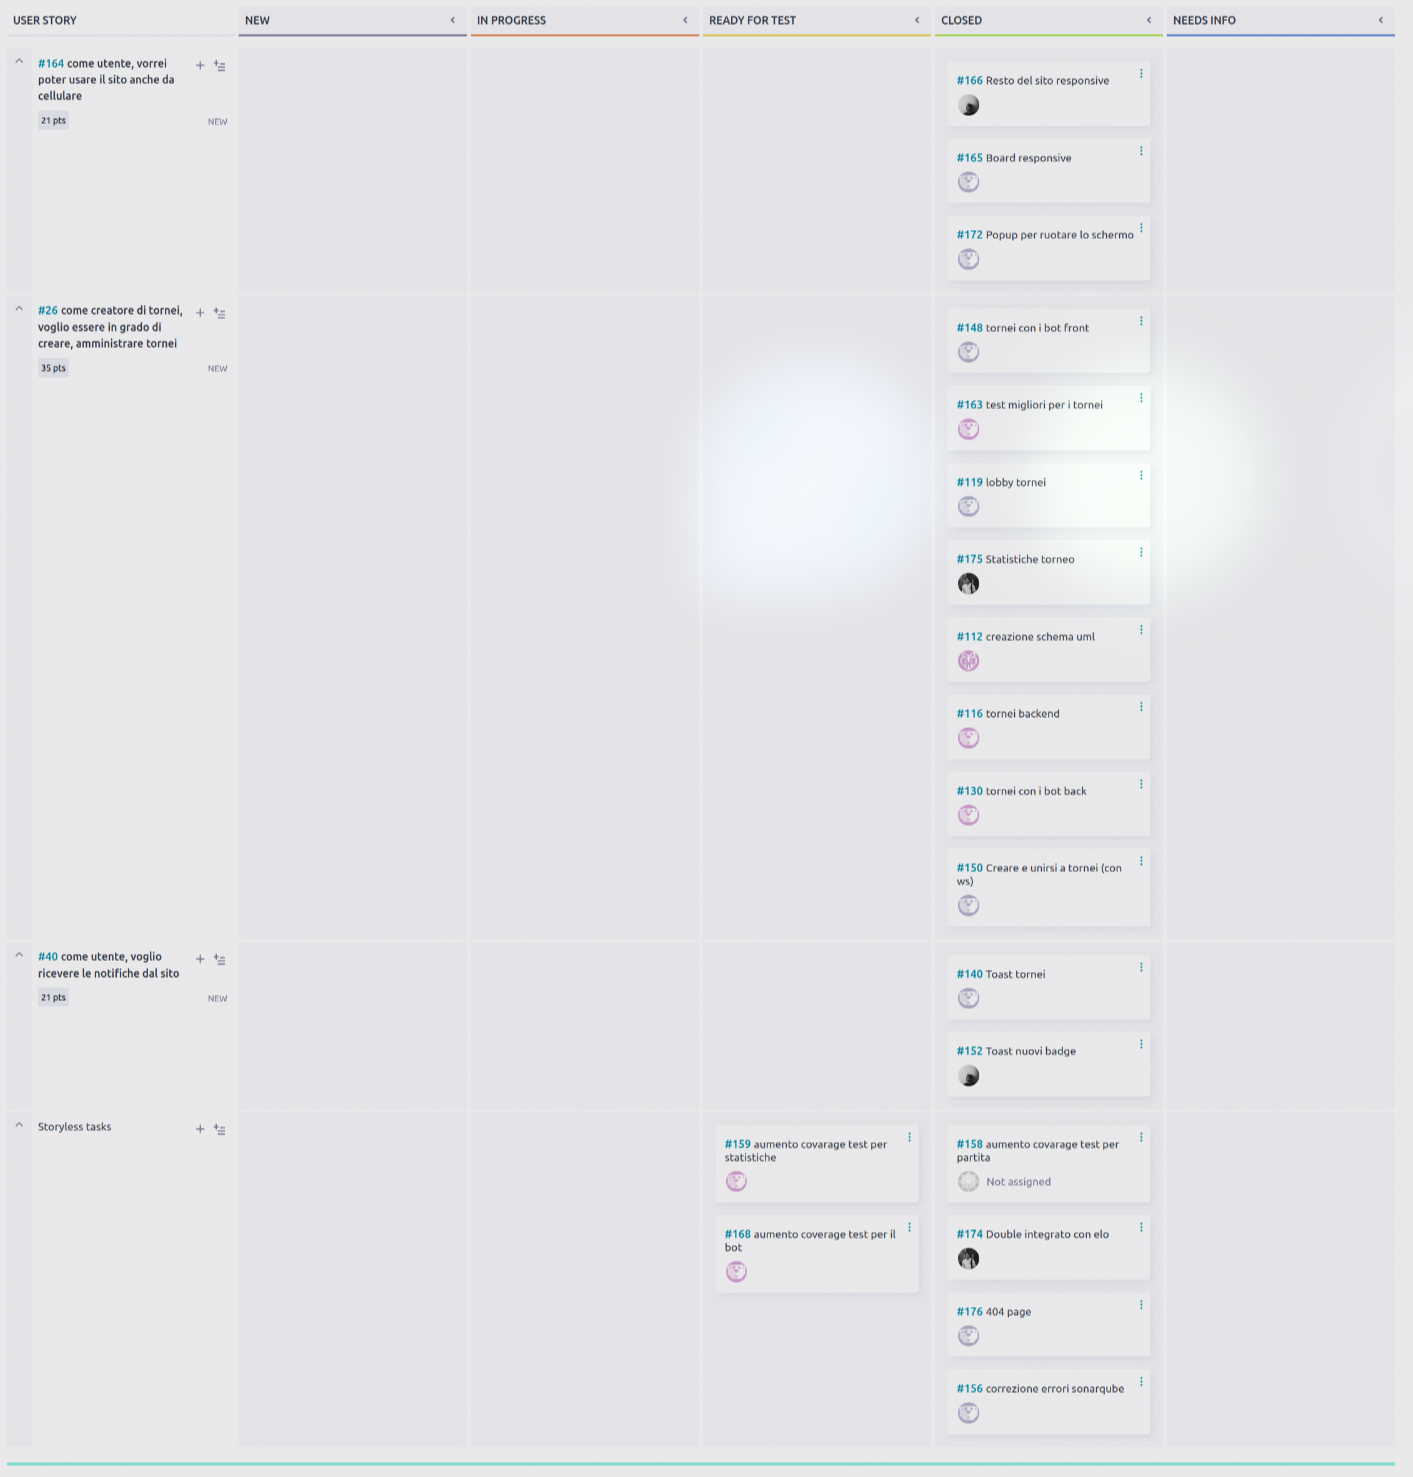 USER STORY
NEW
IN PROGRESS
READY FOR TEST
CLOSED
NEEDS INFO
#164 come utente, vorrei
poter usare il sito anche da
cellulare
21 pts
NEW
#166 Resto del sito responsive
#165 Board responsive
#172 Popup per ruotare lo schermo
#26 come creatore di tornei,
voglio essere in grado di
creare, amministrare tornei
35 pts
NEW
#148 tornei con i bot front
#163 test migliori per i tornei
#119 lobby tornei
#175 Statistiche torneo
#112 creazione schema uml
#116 tornei backend
#130 tornei con i bot back
#150 Creare e unirsi a tornei (con
ws)
#40 come utente, voglio
ricevere le notifiche dal sito
21 pts
NEW
#140 Toast tornei
#152 Toast nuovi badge
Storyless tasks
#159 aumento covarage test per
statistiche
#168 aumento coverage test per il
bot
#158 aumento covarage test per
partita
Not assigned
#174 Double integrato con elo
#176 404 page
#156 correzione errori sonarqube